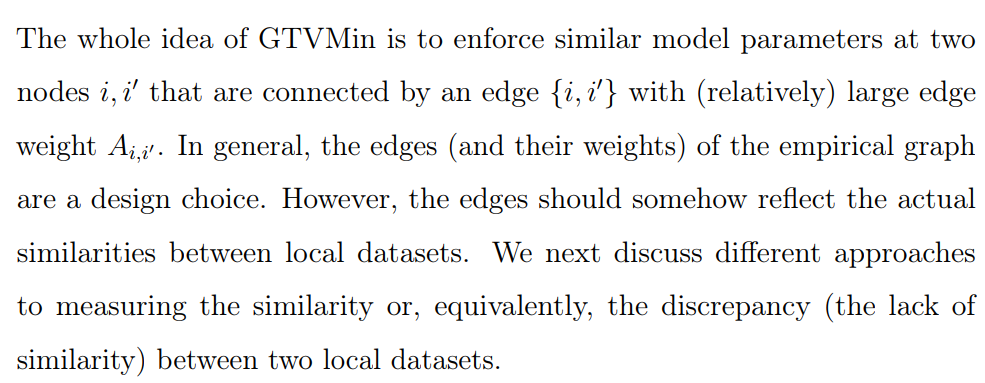 The whole idea of GTVMin is to enforce similar model parameters at two
nodes i, i′ that are connected by an edge {i, i′} with (relatively) large edge
weight A_{i,i′}. In general, the edges (and their weights) of the empirical graph
are a design choice. However, the edges should somehow reflect the actual
similarities between local datasets. We next discuss different approaches
to measuring the similarity or, equivalently, the discrepancy (the lack of
similarity) between two local datasets.